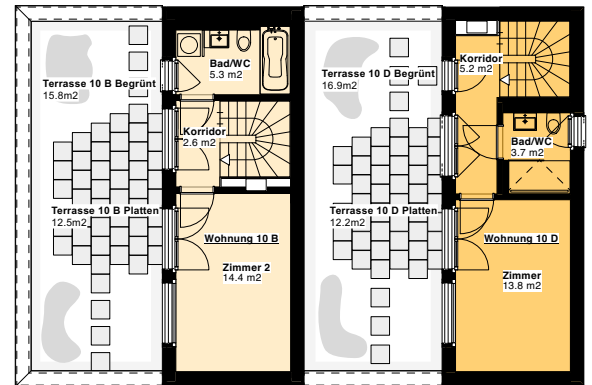 Bad/WC
5.3 m2
Terrasse 10 B Begrünt
15.8m2
Korridor
2.6 m2
Terrasse 10 B Platten
12.5m2
Wohnung 10 B
Zimmer 2
14.4 m2
Korridor
5.2 m2
Terrasse 10 D Begrünt
16.9m2
Bad/WC
3.7 m2
Terrasse 10 D Platten
12.2m2
Wohnung 10 D
Zimmer
13.8 m2